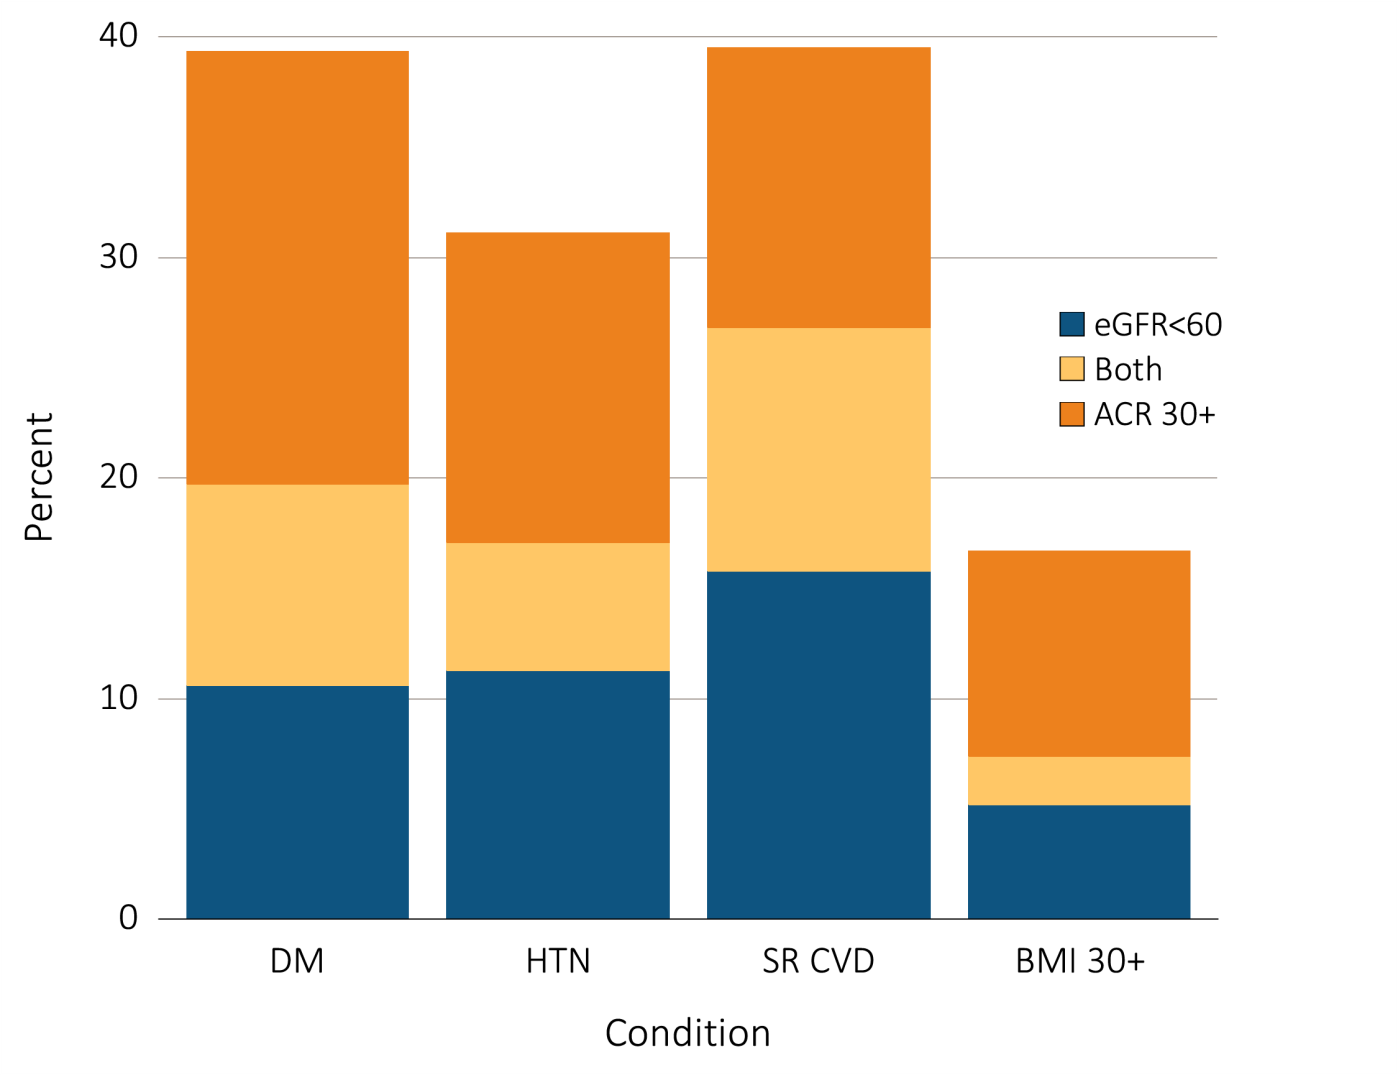 40
30
20
10
0
Percent
eGFR<60
Both
ACR 30+
DM
HTN
SR CVD
BMI 30+
Condition